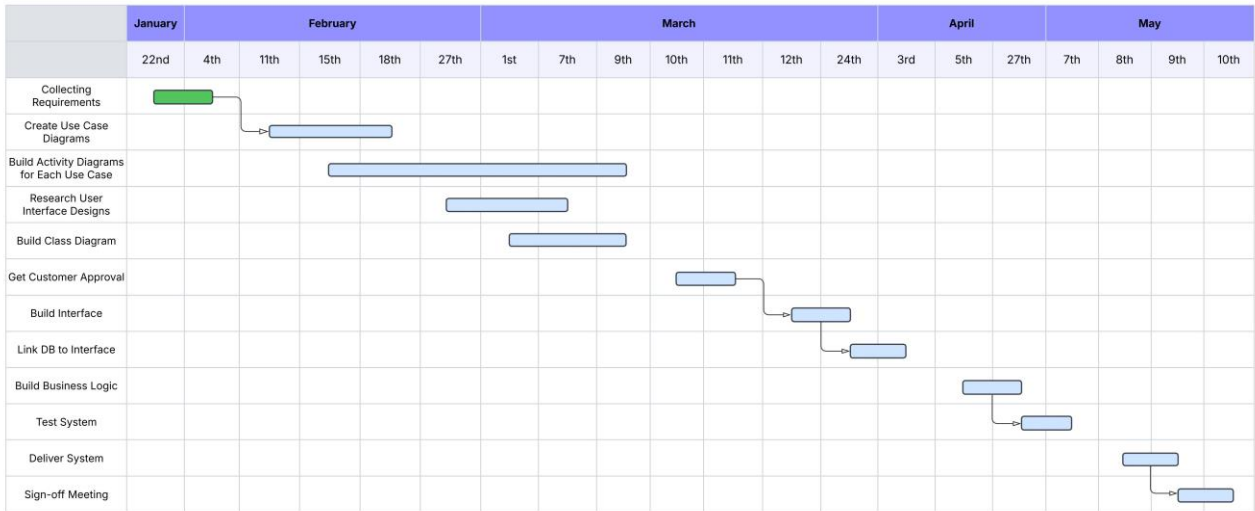 January February March April May
22nd 4th 11th 15th 18th 27th 1st 7th 9th 10th 11th 12th 24th 3rd 5th 27th 7th 8th 9th 10th
Collecting
Requirements
Create Use Case
Diagrams
Build Activity Diagrams
for Each Use Case
Research User
Interface Designs
Build Class Diagram
Get Customer Approval
Build Interface
Link DB to Interface
Build Business Logic
Test System
Deliver System
Sign-off Meeting